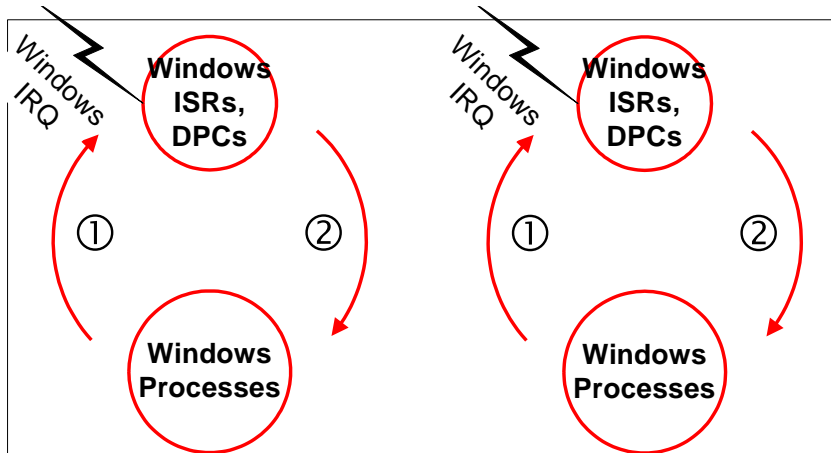 Windows
ISRs,
DPCs
Windows
IRQ
①
②
Windows
Processes
Windows
ISRs,
DPCs
Windows
IRQ
①
②
Windows
Processes